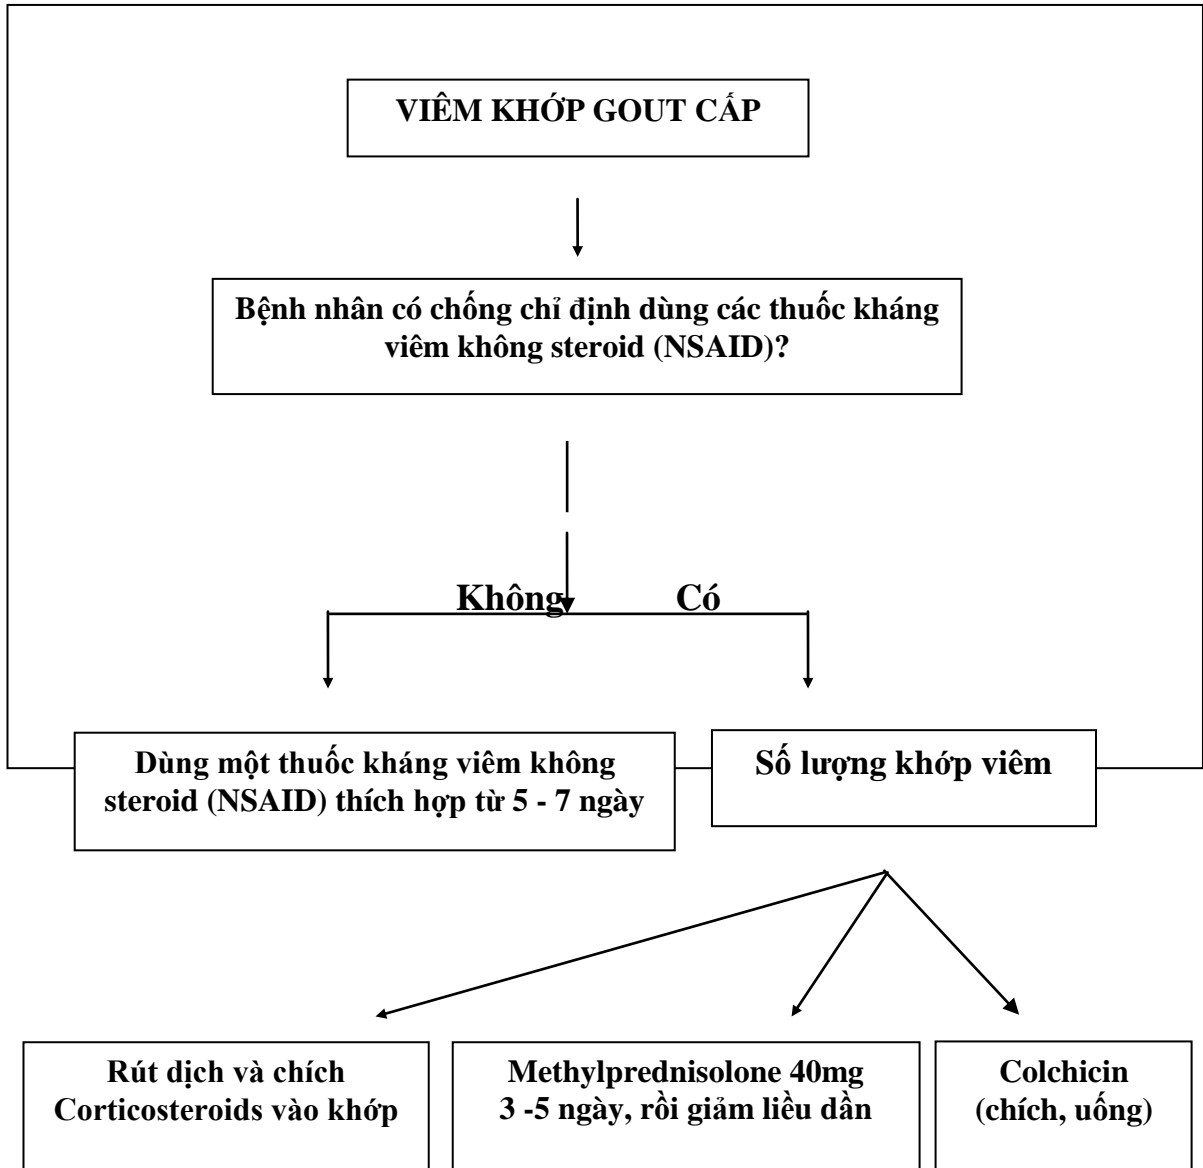 VIÊM KHỚP GOUT CẤP
Bệnh nhân có chống chỉ định dùng các thuốc kháng
viêm không steroid (NSAID)?
Không
Có
Dùng một thuốc kháng viêm không
steroid (NSAID) thích hợp từ 5 - 7 ngày
Số lượng khớp viêm
Rút dịch và chích
Corticosteroids vào khớp
Methylprednisolone 40mg
3 -5 ngày, rồi giảm liều dần
Colchicin
(chích, uống)